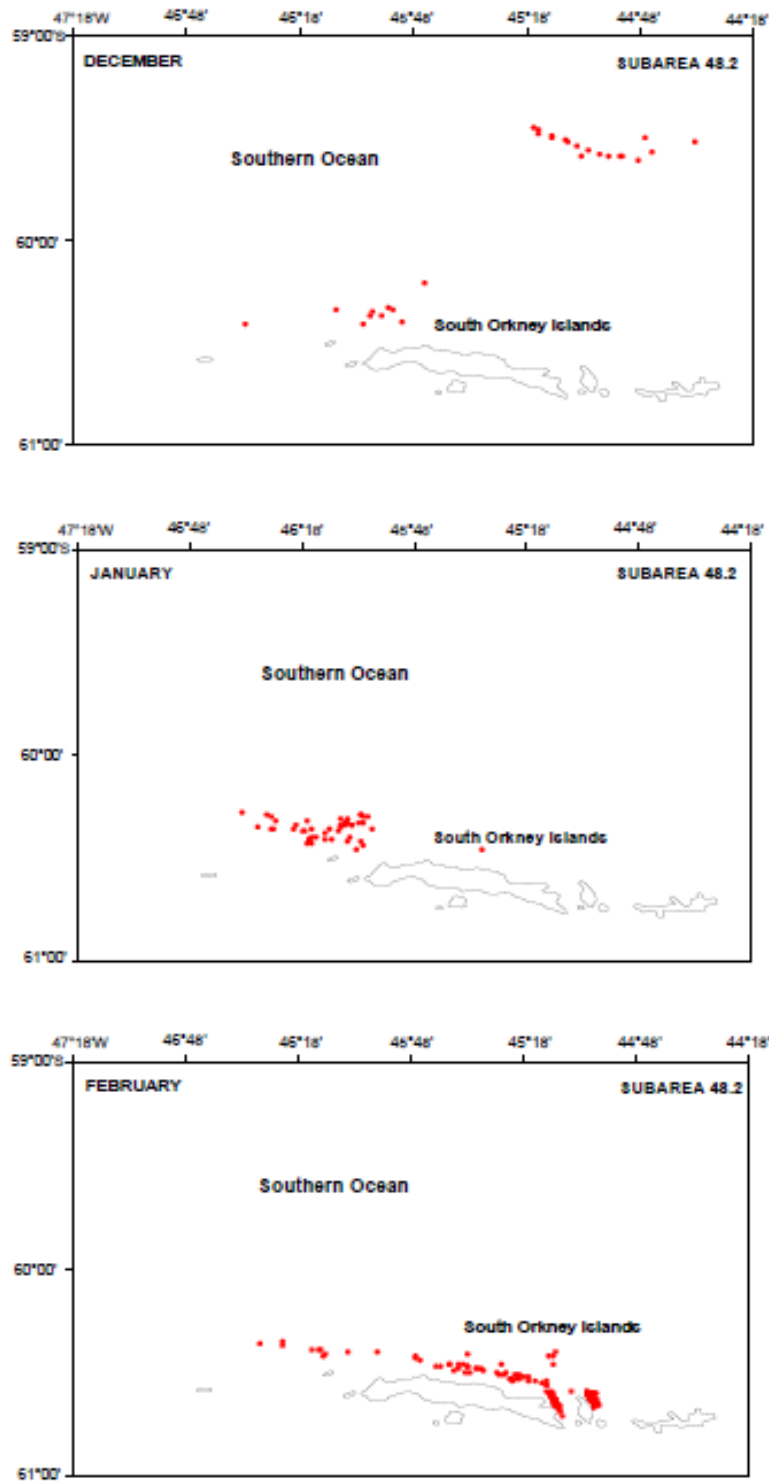 47°18'W 46°48' 46°18' 45°48' 45°18' 44°48' 44°18'
59°00'S
DECEMBER SUBAREA 48.2
Southern Ocean
60°00'
South Orkney Islands
61°00'
47°18'W 46°48' 46°18' 45°48' 45°18' 44°48' 44°18'
59°00'S
JANUARY SUBAREA 48.2
Southern Ocean
60°00'
South Orkney Islands
61°00'
47°18'W 46°48' 46°18' 45°48' 45°18' 44°48' 44°18'
59°00'S
FEBRUARY SUBAREA 48.2
Southern Ocean
60°00'
South Orkney Islands
61°00'